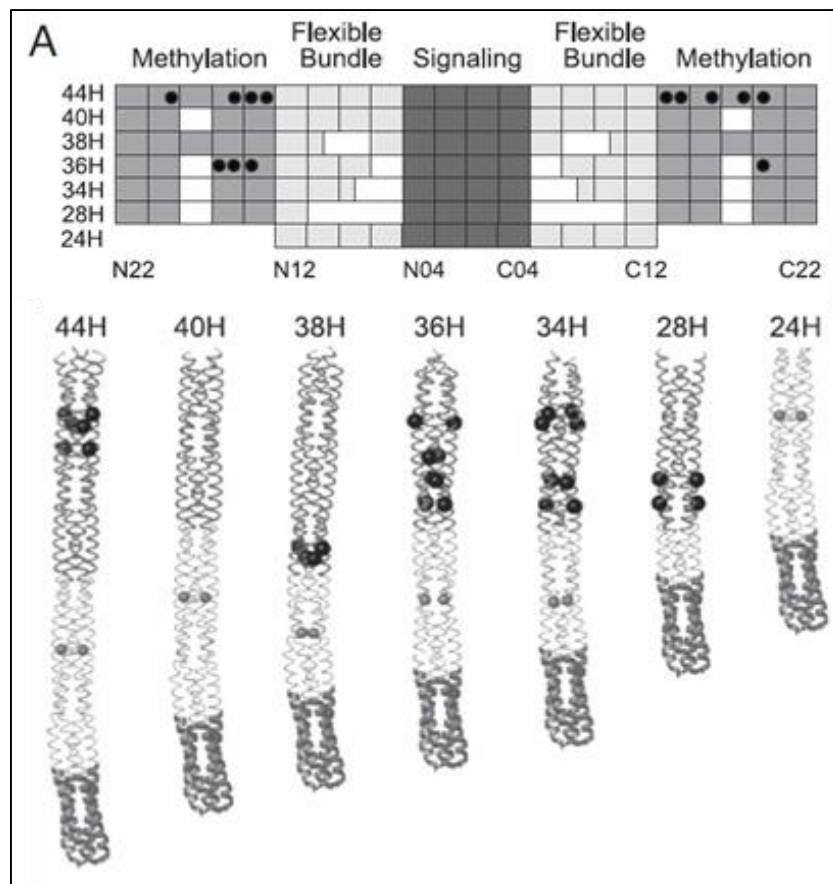 A
Methylation Flexible Bundle Signaling Flexible Bundle Methylation
44H
40H
38H
36H
34H
28H
24H
N22 N12 N04 C04 C12 C22
44H 40H 38H 36H 34H 28H 24H